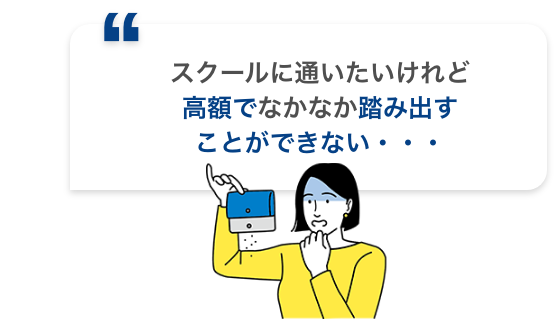 スクールに通いたいけれど
高額でなかなか踏み出す
ことができない・・・